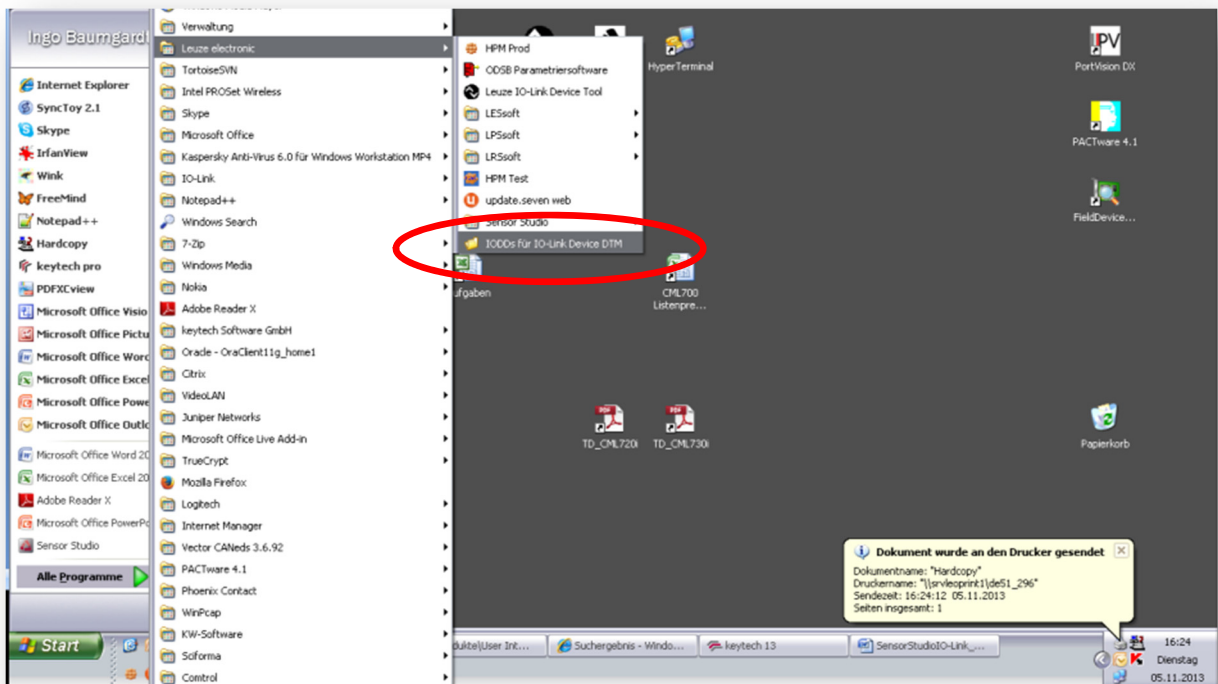 Ingo Baumgard
Internet Explorer
SyncToy 2.1
Skype
IrfanView
Wink
FreeMind
Notepad++
Hardcopy
keytech pro
PDFXCview
Microsoft Office Visio
Microsoft Office Pictu
Microsoft Office Word
Microsoft Office Excel
Microsoft Office Powe
Microsoft Office Outlo
Microsoft Office Word 20
Microsoft Office Excel 20
Adobe Reader X
Microsoft Office PowerPo
Sensor Studio
Alle Programme
Start
Verwaltung
Leuze electronic
TortoiseSVN
Intel PROSet Wireless
Skype
Microsoft Office
Kaspersky Anti-Virus 6.0 für Windows Workstation MP4
IO-Link
Notepad++
Windows Search
7-Zip
Windows Media
Nokia
Adobe Reader X
keytech Software GmbH
Oracle - OraClient11g_home1
Citrix
VideoLAN
Juniper Networks
Microsoft Office Live Add-in
TrueCrypt
Mozilla Firefox
Logitech
Internet Manager
Vector CANeds 3.6.92
PACTware 4.1
Phoenix Contact
WinPcap
KW-Software
Sciforma
Comtrol
HPM Prod
ODSB Parametriersoftware
Leuze IO-Link Device Tool
LESsoft
LPSsoft
LRSsoft
HPM Test
update.seven web
Sensor Studio
IODDs für IO-Link Device DTM
HyperTerminal
PortVision DX
PACTware 4.1
FieldDevice...
ufgaben
CML700
Listenpre...
TD_CML720i
TD_CML730i
Papierkorb
Dokument wurde an den Drucker gesendet
Dokumentname: "Hardcopy"
Druckername: "\\srvleoprint1\de51_296"
Sendezeit: 16:24:12 05.11.2013
Seiten insgesamt: 1
dukte\User Int...
Suchergebnis - Windo...
keytech 13
SensorStudioIO-Link_...
16:24
Dienstag
05.11.2013